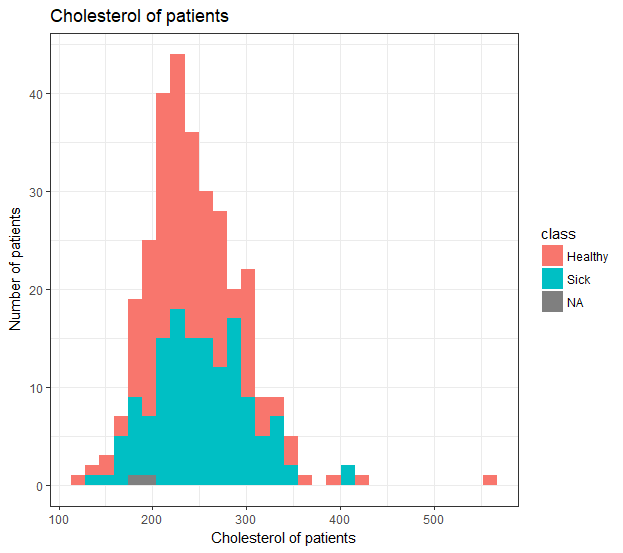 Cholesterol of patients
Number of patients
40
30
20
10
0
100 200 300 400 500
Cholesterol of patients
class
Healthy
Sick
NA